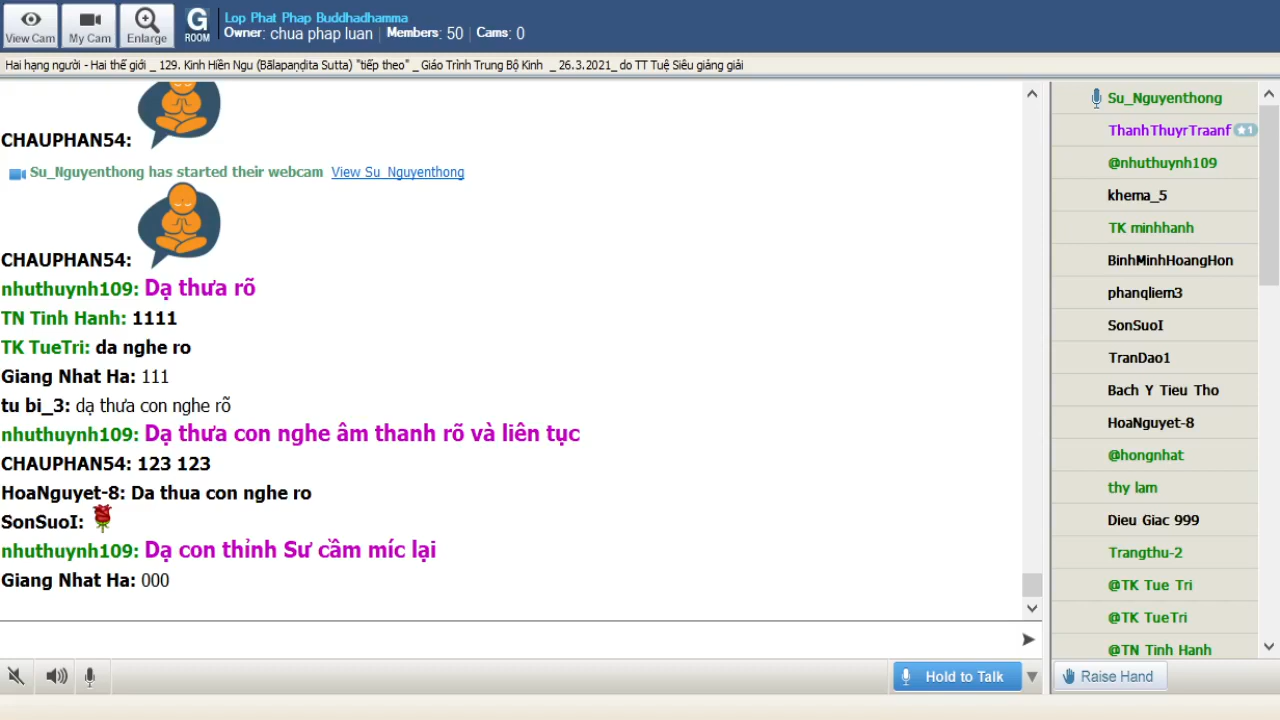 View Cam
My Cam
Enlarge
G
ROOM
Lop Phat Phap Buddhadhamma
Owner: chua phap luan | Members: 50 | Cams: 0
Hai hạng người - Hai thế giới _ 129. Kinh Hiền Ngu (Bālapaṇḍita Sutta) "tiếp theo" _ Giáo Trình Trung Bộ Kinh _ 26.3.2021_ do TT Tuệ Siêu giảng giải
CHAUPHAN54:
Su_Nguyenthong has started their webcam View Su_Nguyenthong
CHAUPHAN54:
nhuthuynh109: Dạ thưa rõ
TN Tinh Hanh: 1111
TK TueTri: da nghe ro
Giang Nhat Ha: 111
tu bi_3: dạ thưa con nghe rõ
nhuthuynh109: Dạ thưa con nghe âm thanh rõ và liên tục
CHAUPHAN54: 123 123
HoaNguyet-8: Da thua con nghe ro
SonSuoI:
nhuthuynh109: Dạ con thỉnh Sư cầm míc lại
Giang Nhat Ha: 000
Hold to Talk
Su_Nguyenthong
ThanhThuyrTraanf 1
@nhuthuynh109
khema_5
TK minhhanh
BinhMinhHoangHon
phanqliem3
SonSuoI
TranDao1
Bach Y Tieu Tho
HoaNguyet-8
@hongnhat
thy lam
Dieu Giac 999
Trangthu-2
@TK Tue Tri
@TK TueTri
@TN Tinh Hanh
Raise Hand